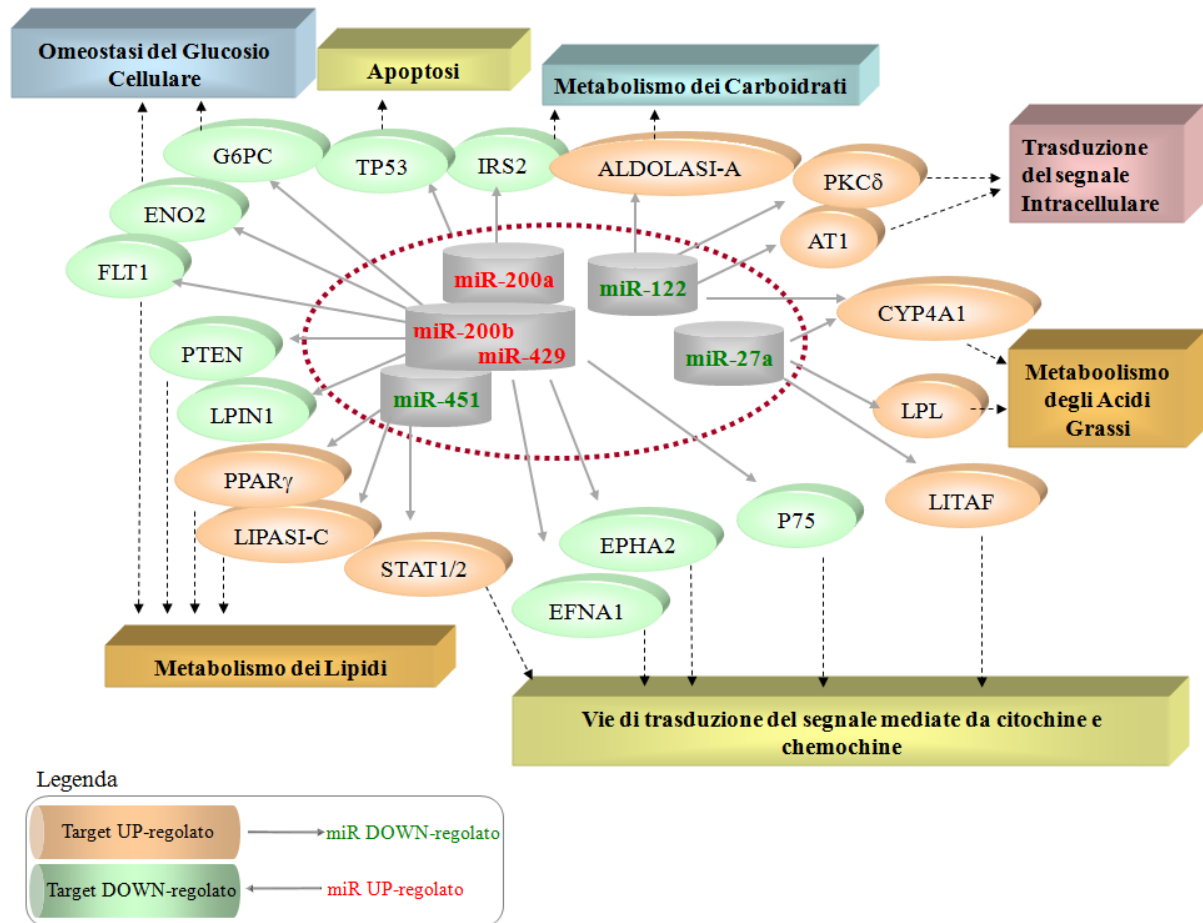 Omeostasi del Glucosio
Cellulare
Apoptosi
Metabolismo dei Carboidrati
Trasduzione
del segnale
Intracellulare
G6PC
TP53
IRS2
ALDOLASI-A
PKCδ
ENO2
AT1
FLT1
miR-200a
miR-122
CYP4A1
miR-200b
miR-429
PTEN
miR-27a
Metaboolismo
degli Acidi
Grassi
miR-451
LPIN1
LPL
PPARγ
LITAF
P75
LIPASI-C
EPHA2
STAT1/2
EFNA1
Metabolismo dei Lipidi
Vie di trasduzione del segnale mediate da citochine e
chemochine
Legenda
Target UP-regolato
miR DOWN-regolato
Target DOWN-regolato
miR UP-regolato